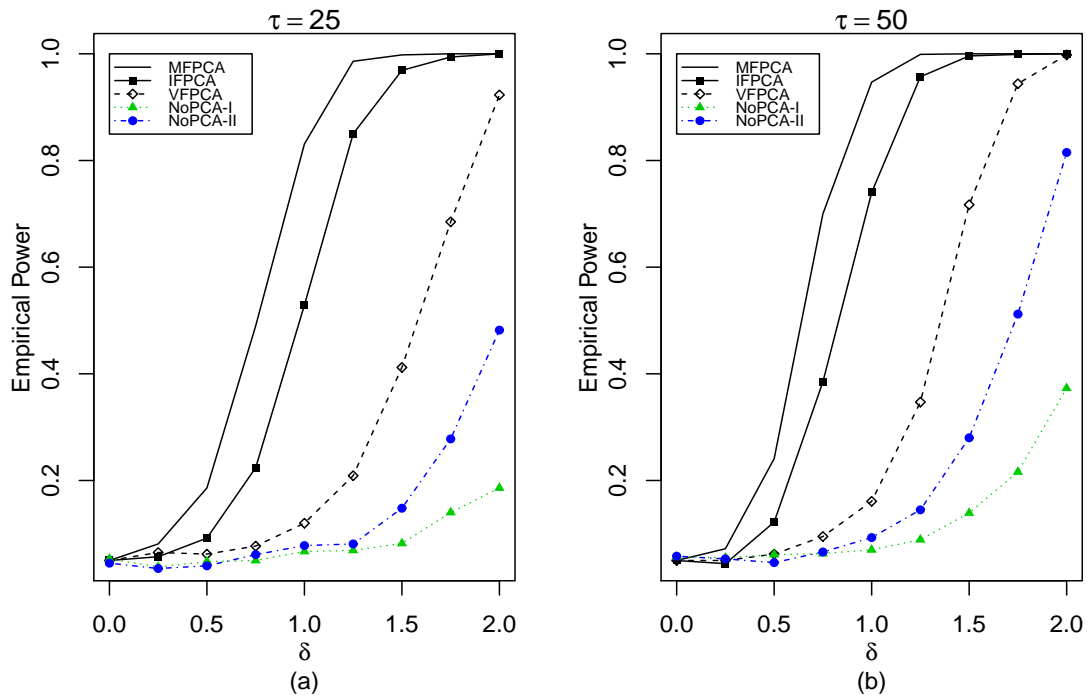 τ = 25
MFPCA
IFPCA
VFPCA
NoPCA-I
NoPCA-II
Empirical Power
0.2
0.4
0.6
0.8
1.0
0.0
0.5
1.0
1.5
2.0
δ
(a)
τ = 50
MFPCA
IFPCA
VFPCA
NoPCA-I
NoPCA-II
Empirical Power
0.2
0.4
0.6
0.8
1.0
0.0
0.5
1.0
1.5
2.0
δ
(b)